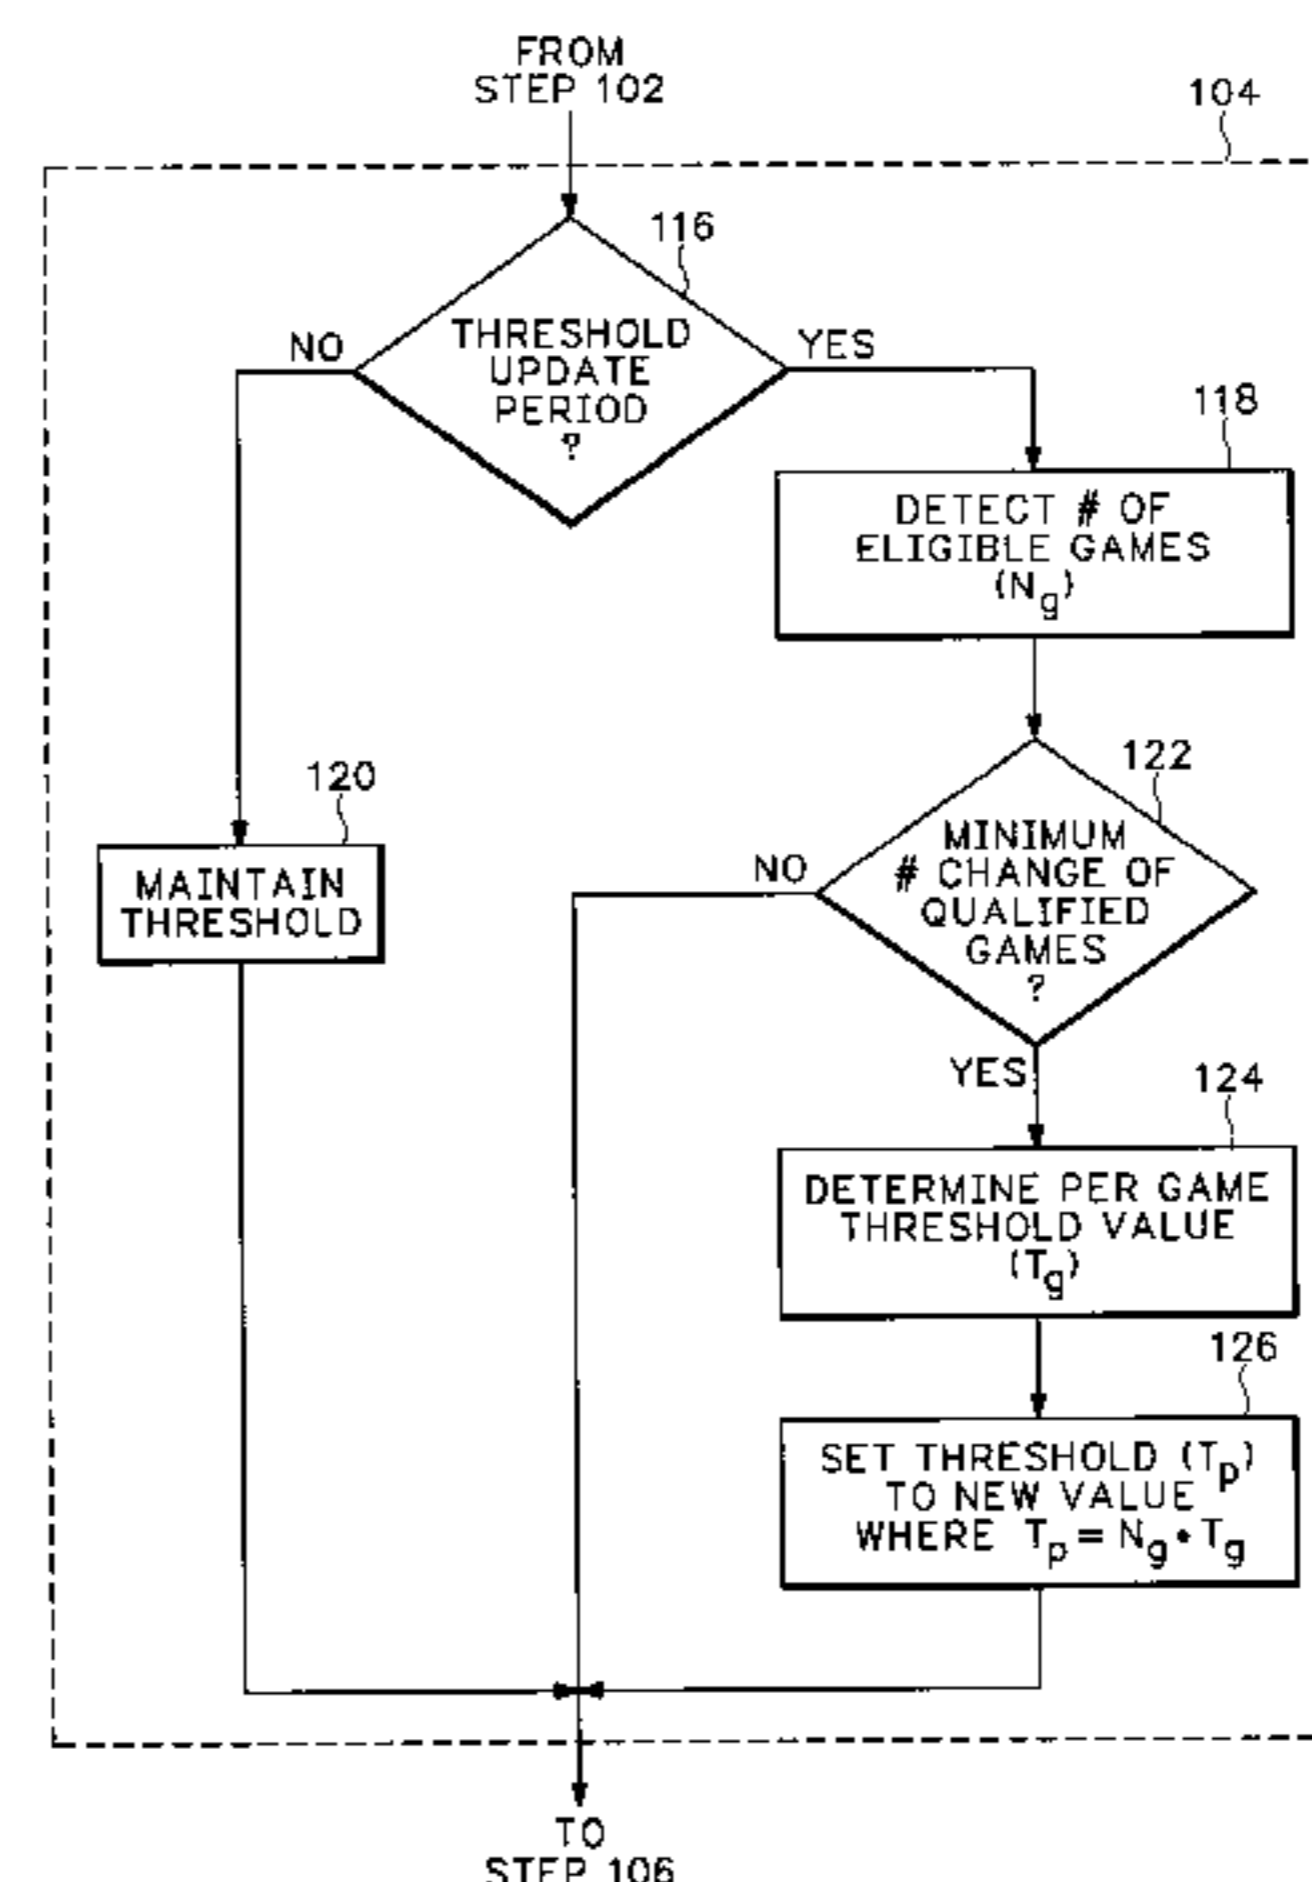 FROM
STEP 102
104
116
THRESHOLD
UPDATE
PERIOD
?
NO
YES
118
DETECT # OF
ELIGIBLE GAMES
(Ng)
120
MAINTAIN
THRESHOLD
122
MINIMUM
# CHANGE OF
QUALIFIED
GAMES
?
NO
YES
124
DETERMINE PER GAME
THRESHOLD VALUE
(Tg)
126
SET THRESHOLD (Tp)
TO NEW VALUE
WHERE Tp = Ng • Tg
TO
STEP 106